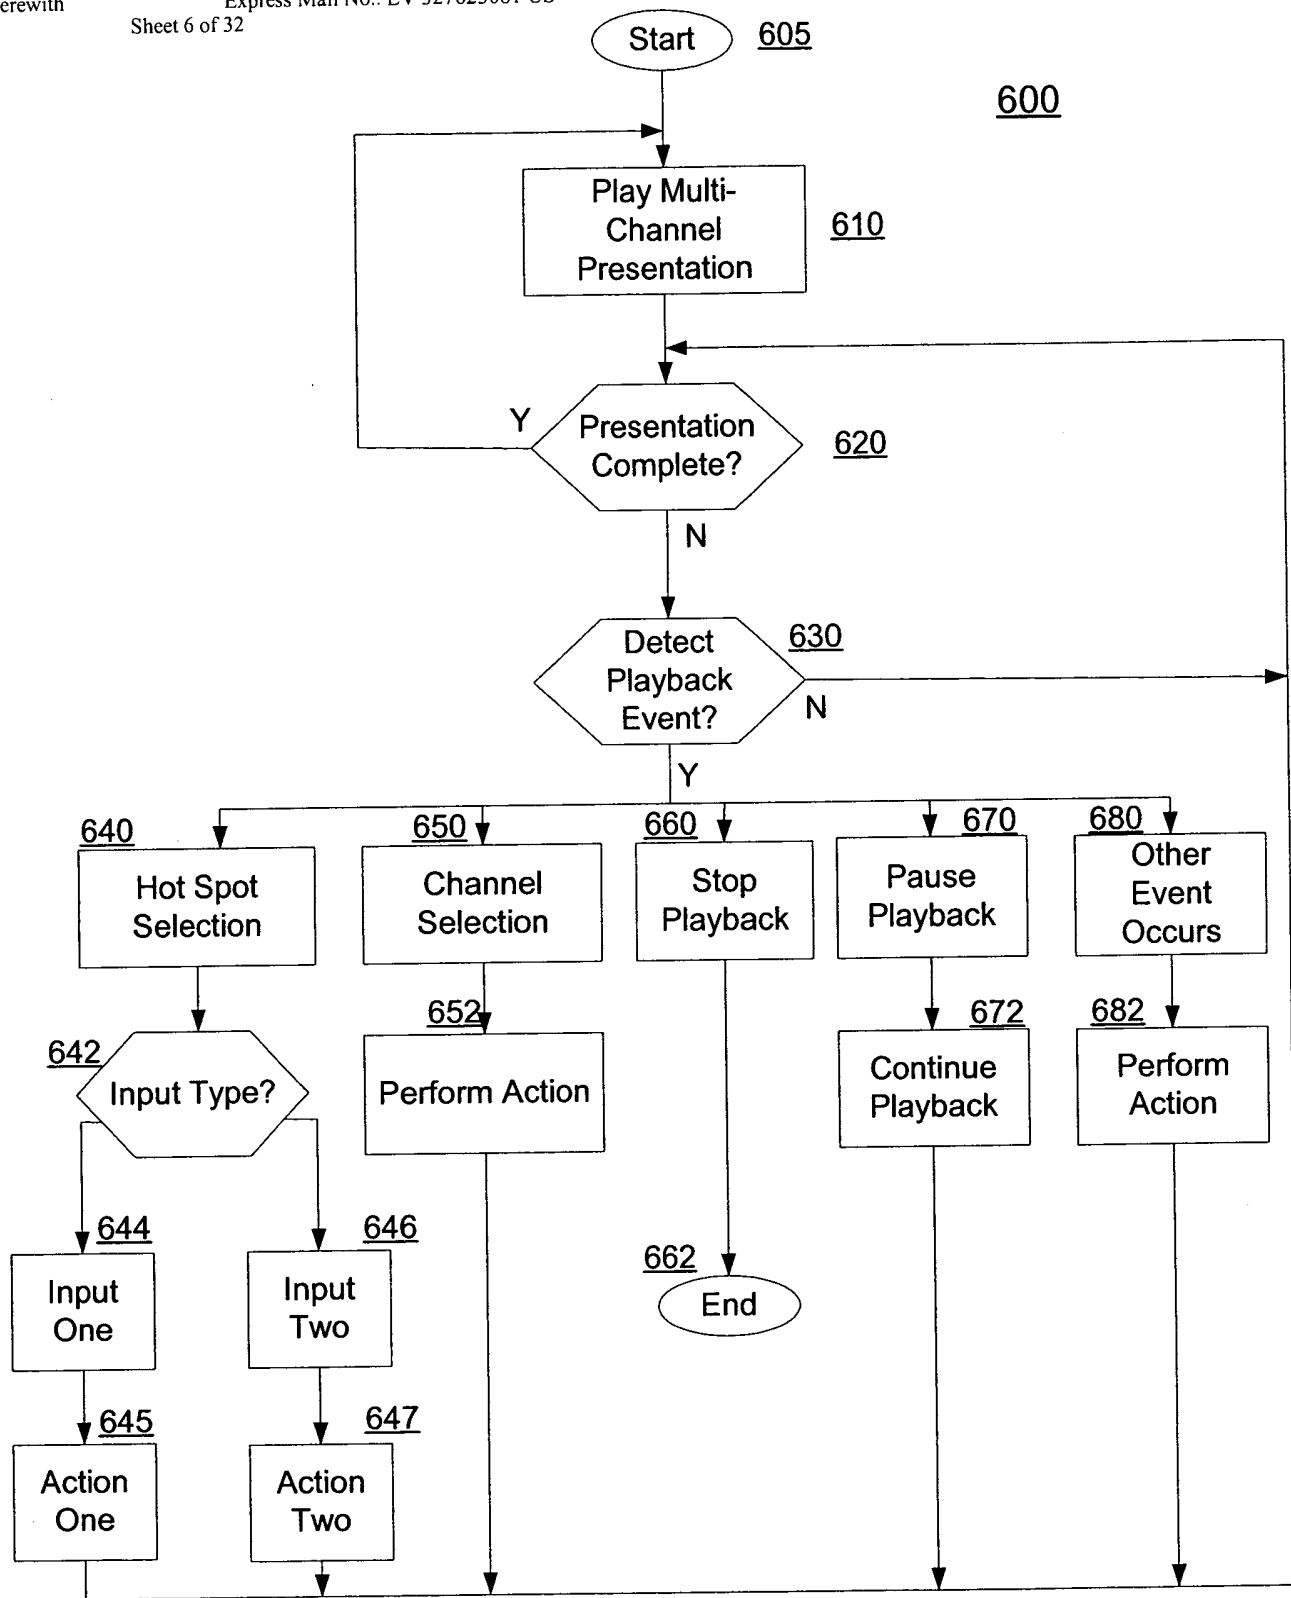 erewith
Express Mail No.: EV 327625081 US
Sheet 6 of 32
Start
605
600
Play Multi-
Channel
Presentation
610
Y
Presentation
Complete?
620
N
Detect
Playback
Event?
630
N
Y
640
650
660
670
680
Hot Spot
Selection
Channel
Selection
Stop
Playback
Pause
Playback
Other
Event
Occurs
642
Input Type?
652
Perform Action
672
Continue
Playback
682
Perform
Action
644
Input
One
646
Input
Two
662
End
645
Action
One
647
Action
Two